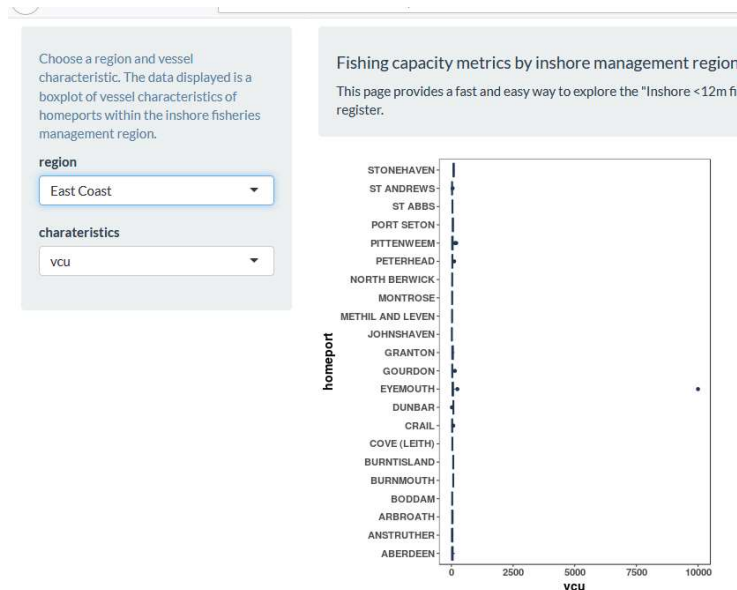 Choose a region and vessel
characteristic. The data displayed is a
boxplot of vessel characteristics of
homeports within the inshore fisheries
management region.
region
East Coast
charateristics
vcu
Fishing capacity metrics by inshore management region
This page provides a fast and easy way to explore the "Inshore <12m fi
register.
homeport
STONEHAVEN
ST ANDREWS
ST ABBS
PORT SETON
PITTENWEEM
PETERHEAD
NORTH BERWICK
MONTROSE
METHIL AND LEVEN
JOHNSHAVEN
GRANTON
GOURDON
EYEMOUTH
DUNBAR
CRAIL
COVE (LEITH)
BURNTISLAND
BURNMOUTH
BODDAM
ARBROATH
ANSTRUTHER
ABERDEEN
0 2500 5000 7500 10000
vcu